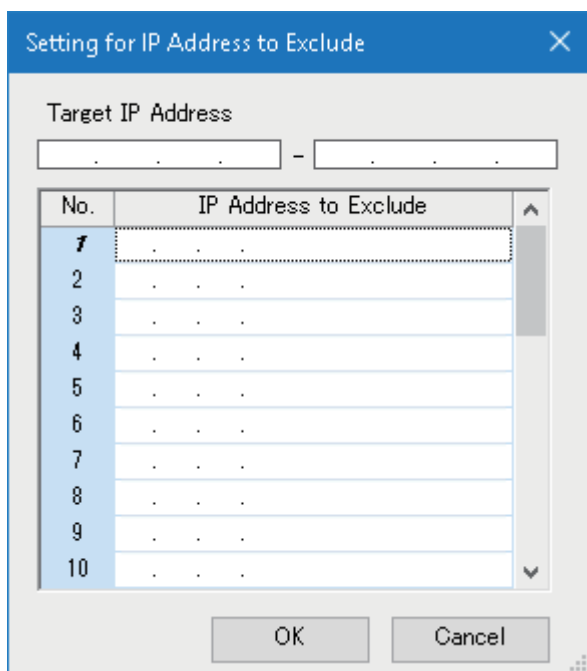 Setting for IP Address to Exclude
Target IP Address
. . . - . . .
No. IP Address to Exclude
1 . . .
2 . . .
3 . . .
4 . . .
5 . . .
6 . . .
7 . . .
8 . . .
9 . . .
10 . . .
OK Cancel